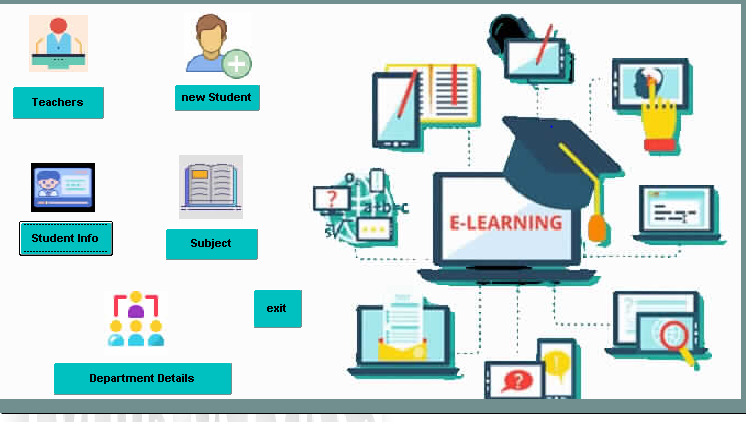 Teachers
new Student
Student Info
Subject
exit
Department Details
E-LEARNING
a+b=c
?
?
!